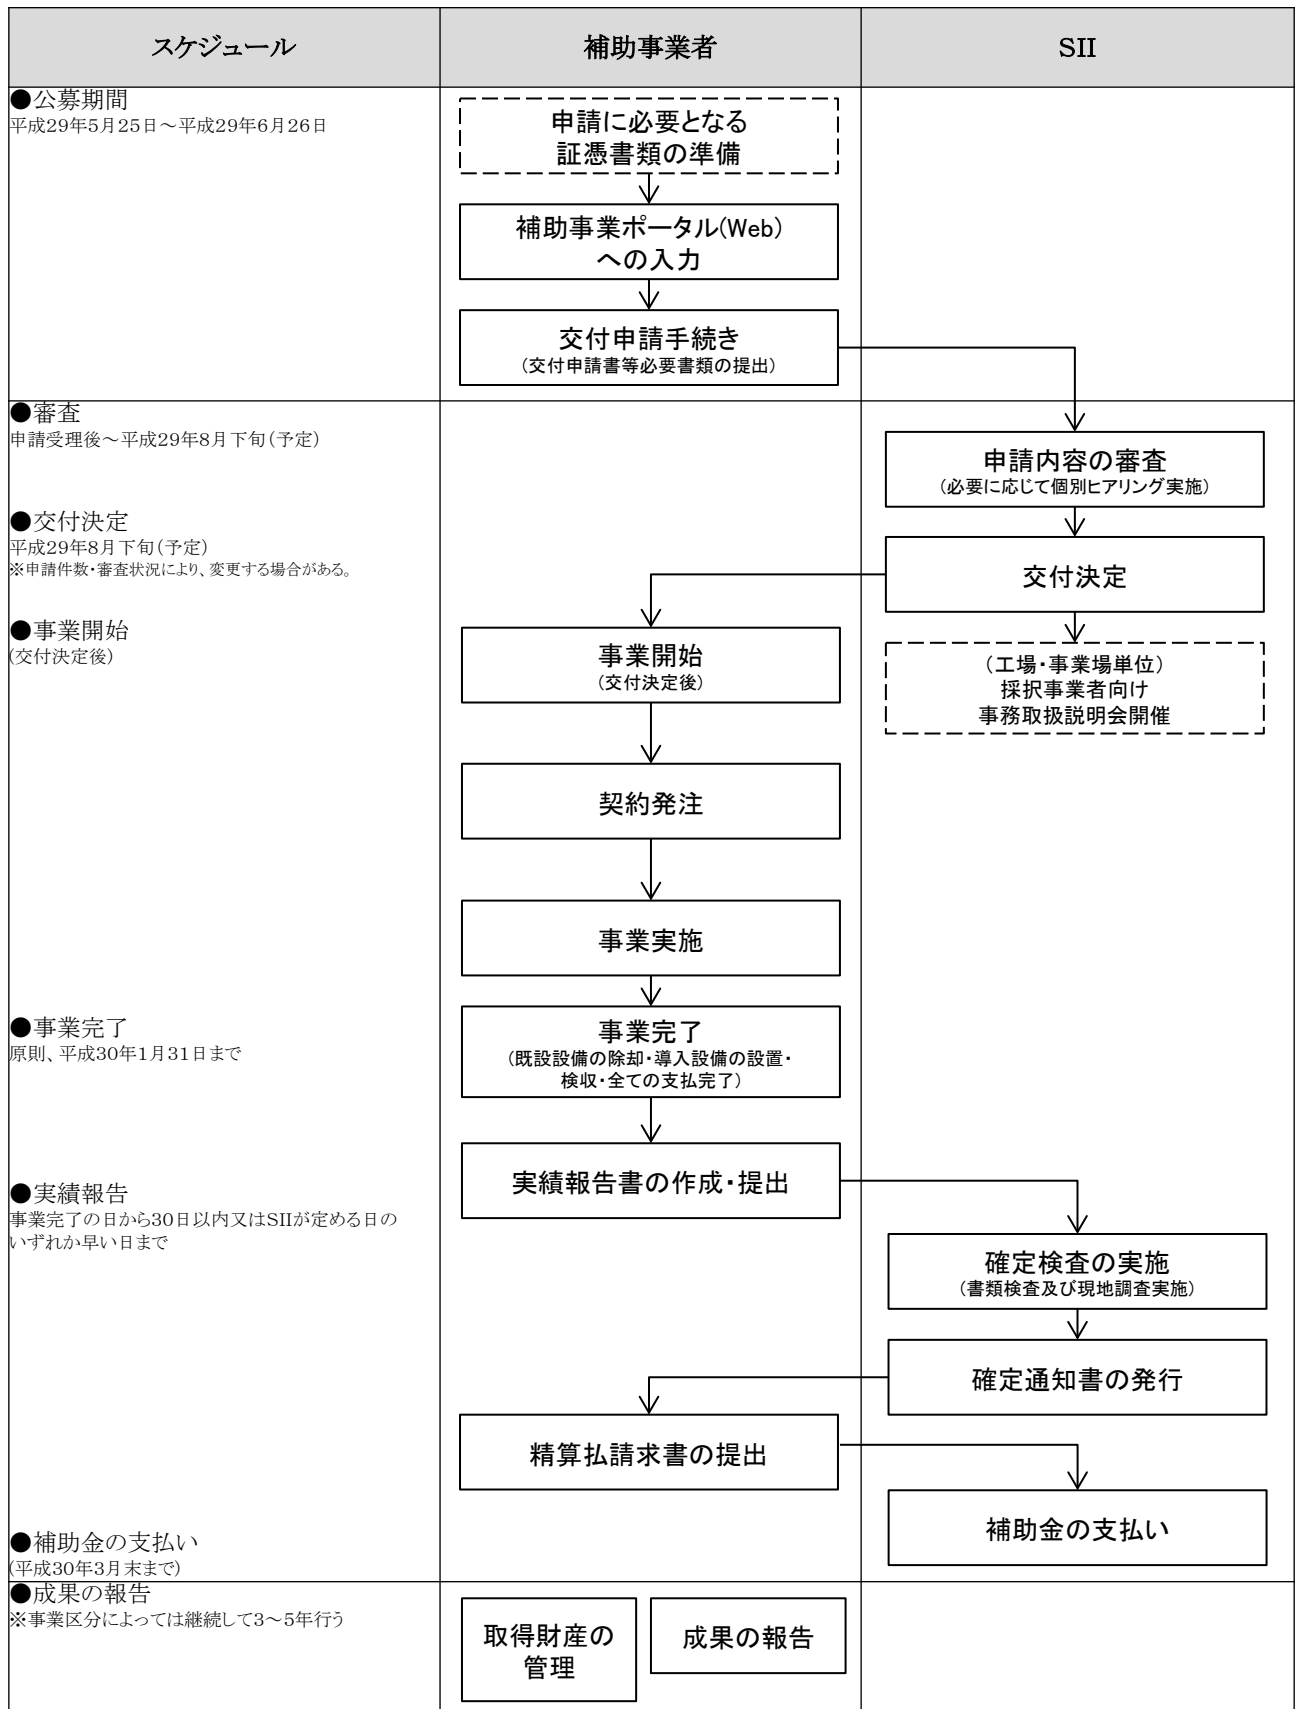 スケジュール
補助事業者
SII
●公募期間
平成29年5月25日～平成29年6月26日
申請に必要となる
証憑書類の準備
補助事業ポータル(Web)
への入力
交付申請手続き
(交付申請書等必要書類の提出)
●審査
申請受理後～平成29年8月下旬(予定)
申請内容の審査
(必要に応じて個別ヒアリング実施)
●交付決定
平成29年8月下旬(予定)
※申請件数・審査状況により、変更する場合がある。
交付決定
●事業開始
(交付決定後)
事業開始
(交付決定後)
(工場・事業場単位)
採択事業者向け
事務取扱説明会開催
契約発注
事業実施
●事業完了
原則、平成30年1月31日まで
事業完了
(既設設備の除却・導入設備の設置・
検収・全ての支払完了)
●実績報告
事業完了の日から30日以内又はSIIが定める日の
いずれか早い日まで
実績報告書の作成・提出
確定検査の実施
(書類検査及び現地調査実施)
確定通知書の発行
精算払請求書の提出
補助金の支払い
●補助金の支払い
(平成30年3月末まで)
●成果の報告
※事業区分によっては継続して3～5年行う
取得財産の
管理
成果の報告